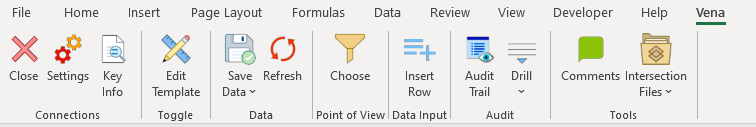 File Home Insert Page Layout Formulas Data Review View Developer Help Vena
Close Settings Key Info Edit Template Save Data Refresh Choose Insert Row Audit Trail Drill Comments Intersection Files
Connections Toggle Data Point of View Data Input Audit Tools